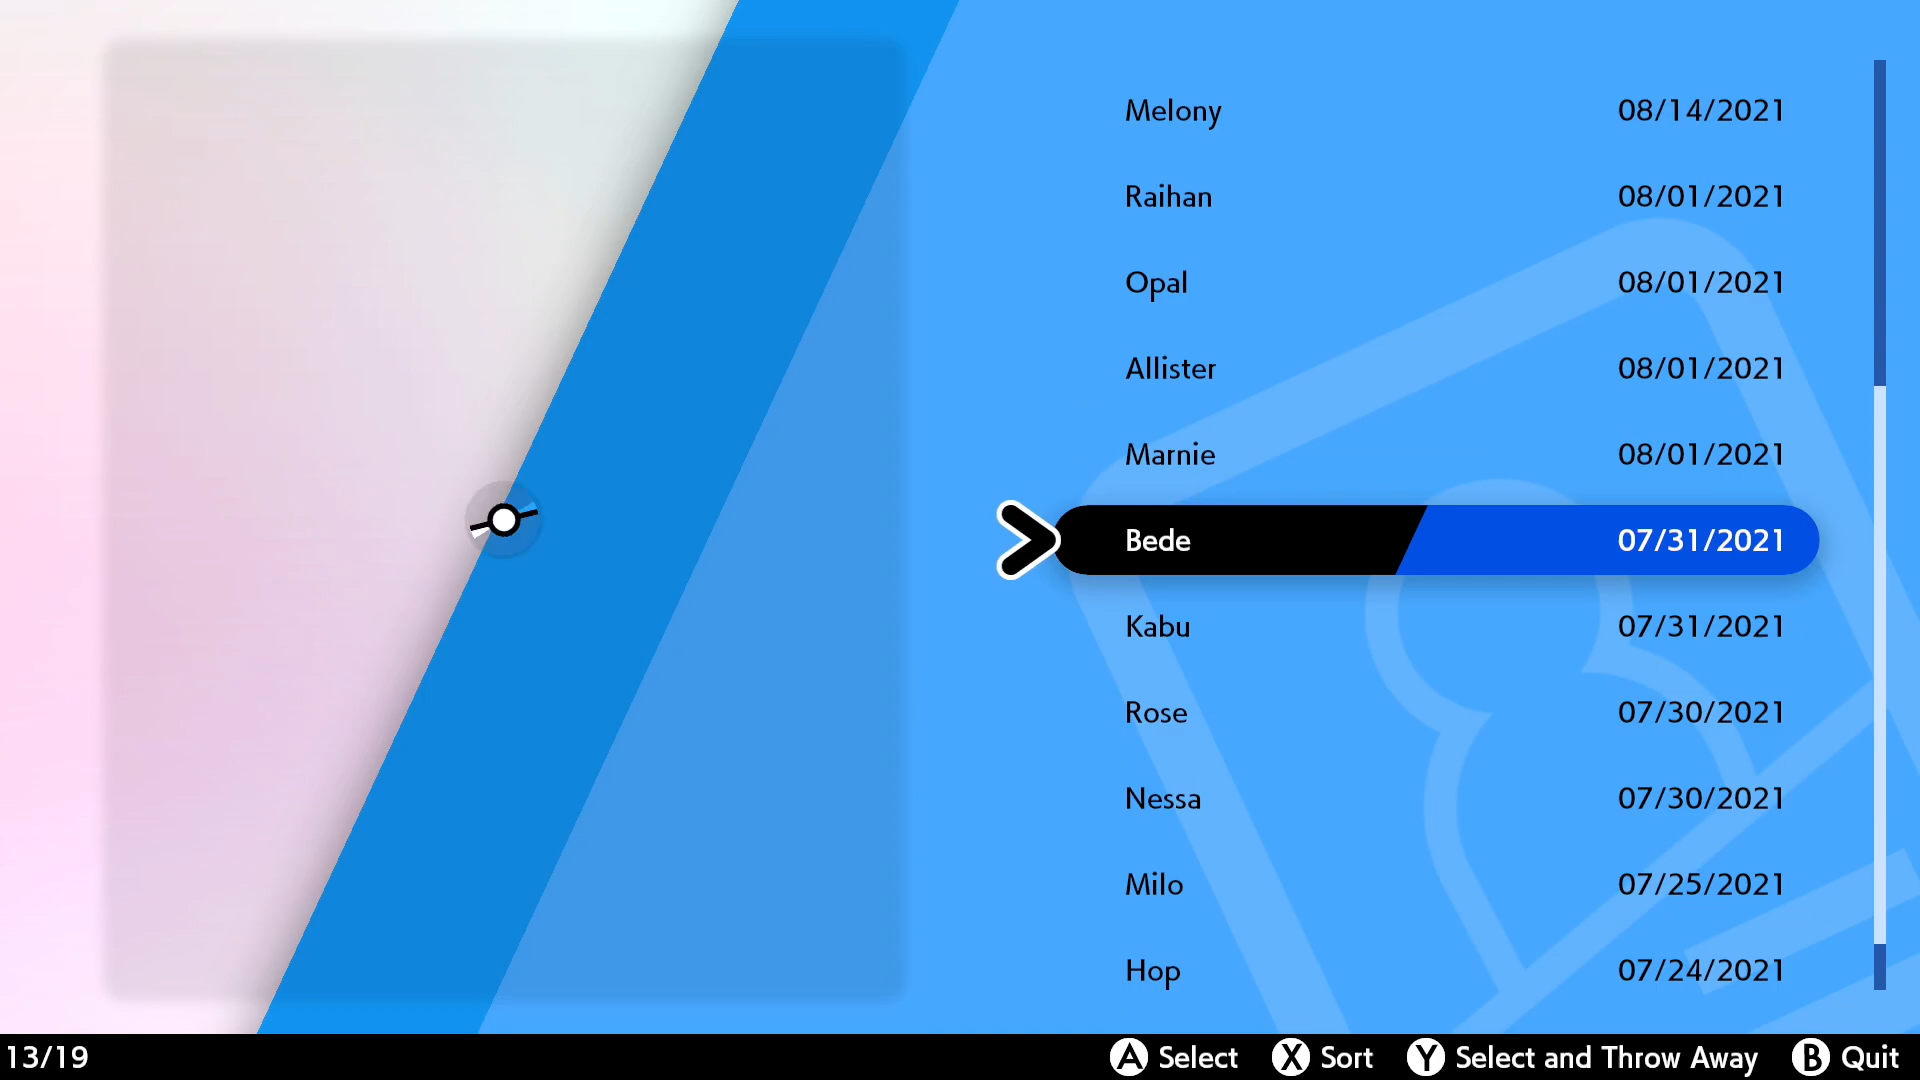 Melony 08/14/2021
Raihan 08/01/2021
Opal 08/01/2021
Allister 08/01/2021
Marnie 08/01/2021
Bede 07/31/2021
Kabu 07/31/2021
Rose 07/30/2021
Nessa 07/30/2021
Milo 07/25/2021
Hop 07/24/2021
13/19 A Select X Sort Y Select and Throw Away B Quit